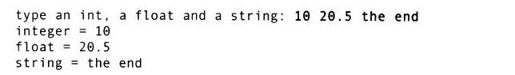 type an int, a float and a string: 10 20.5 the end
integer = 10
float = 20.5
string = the end